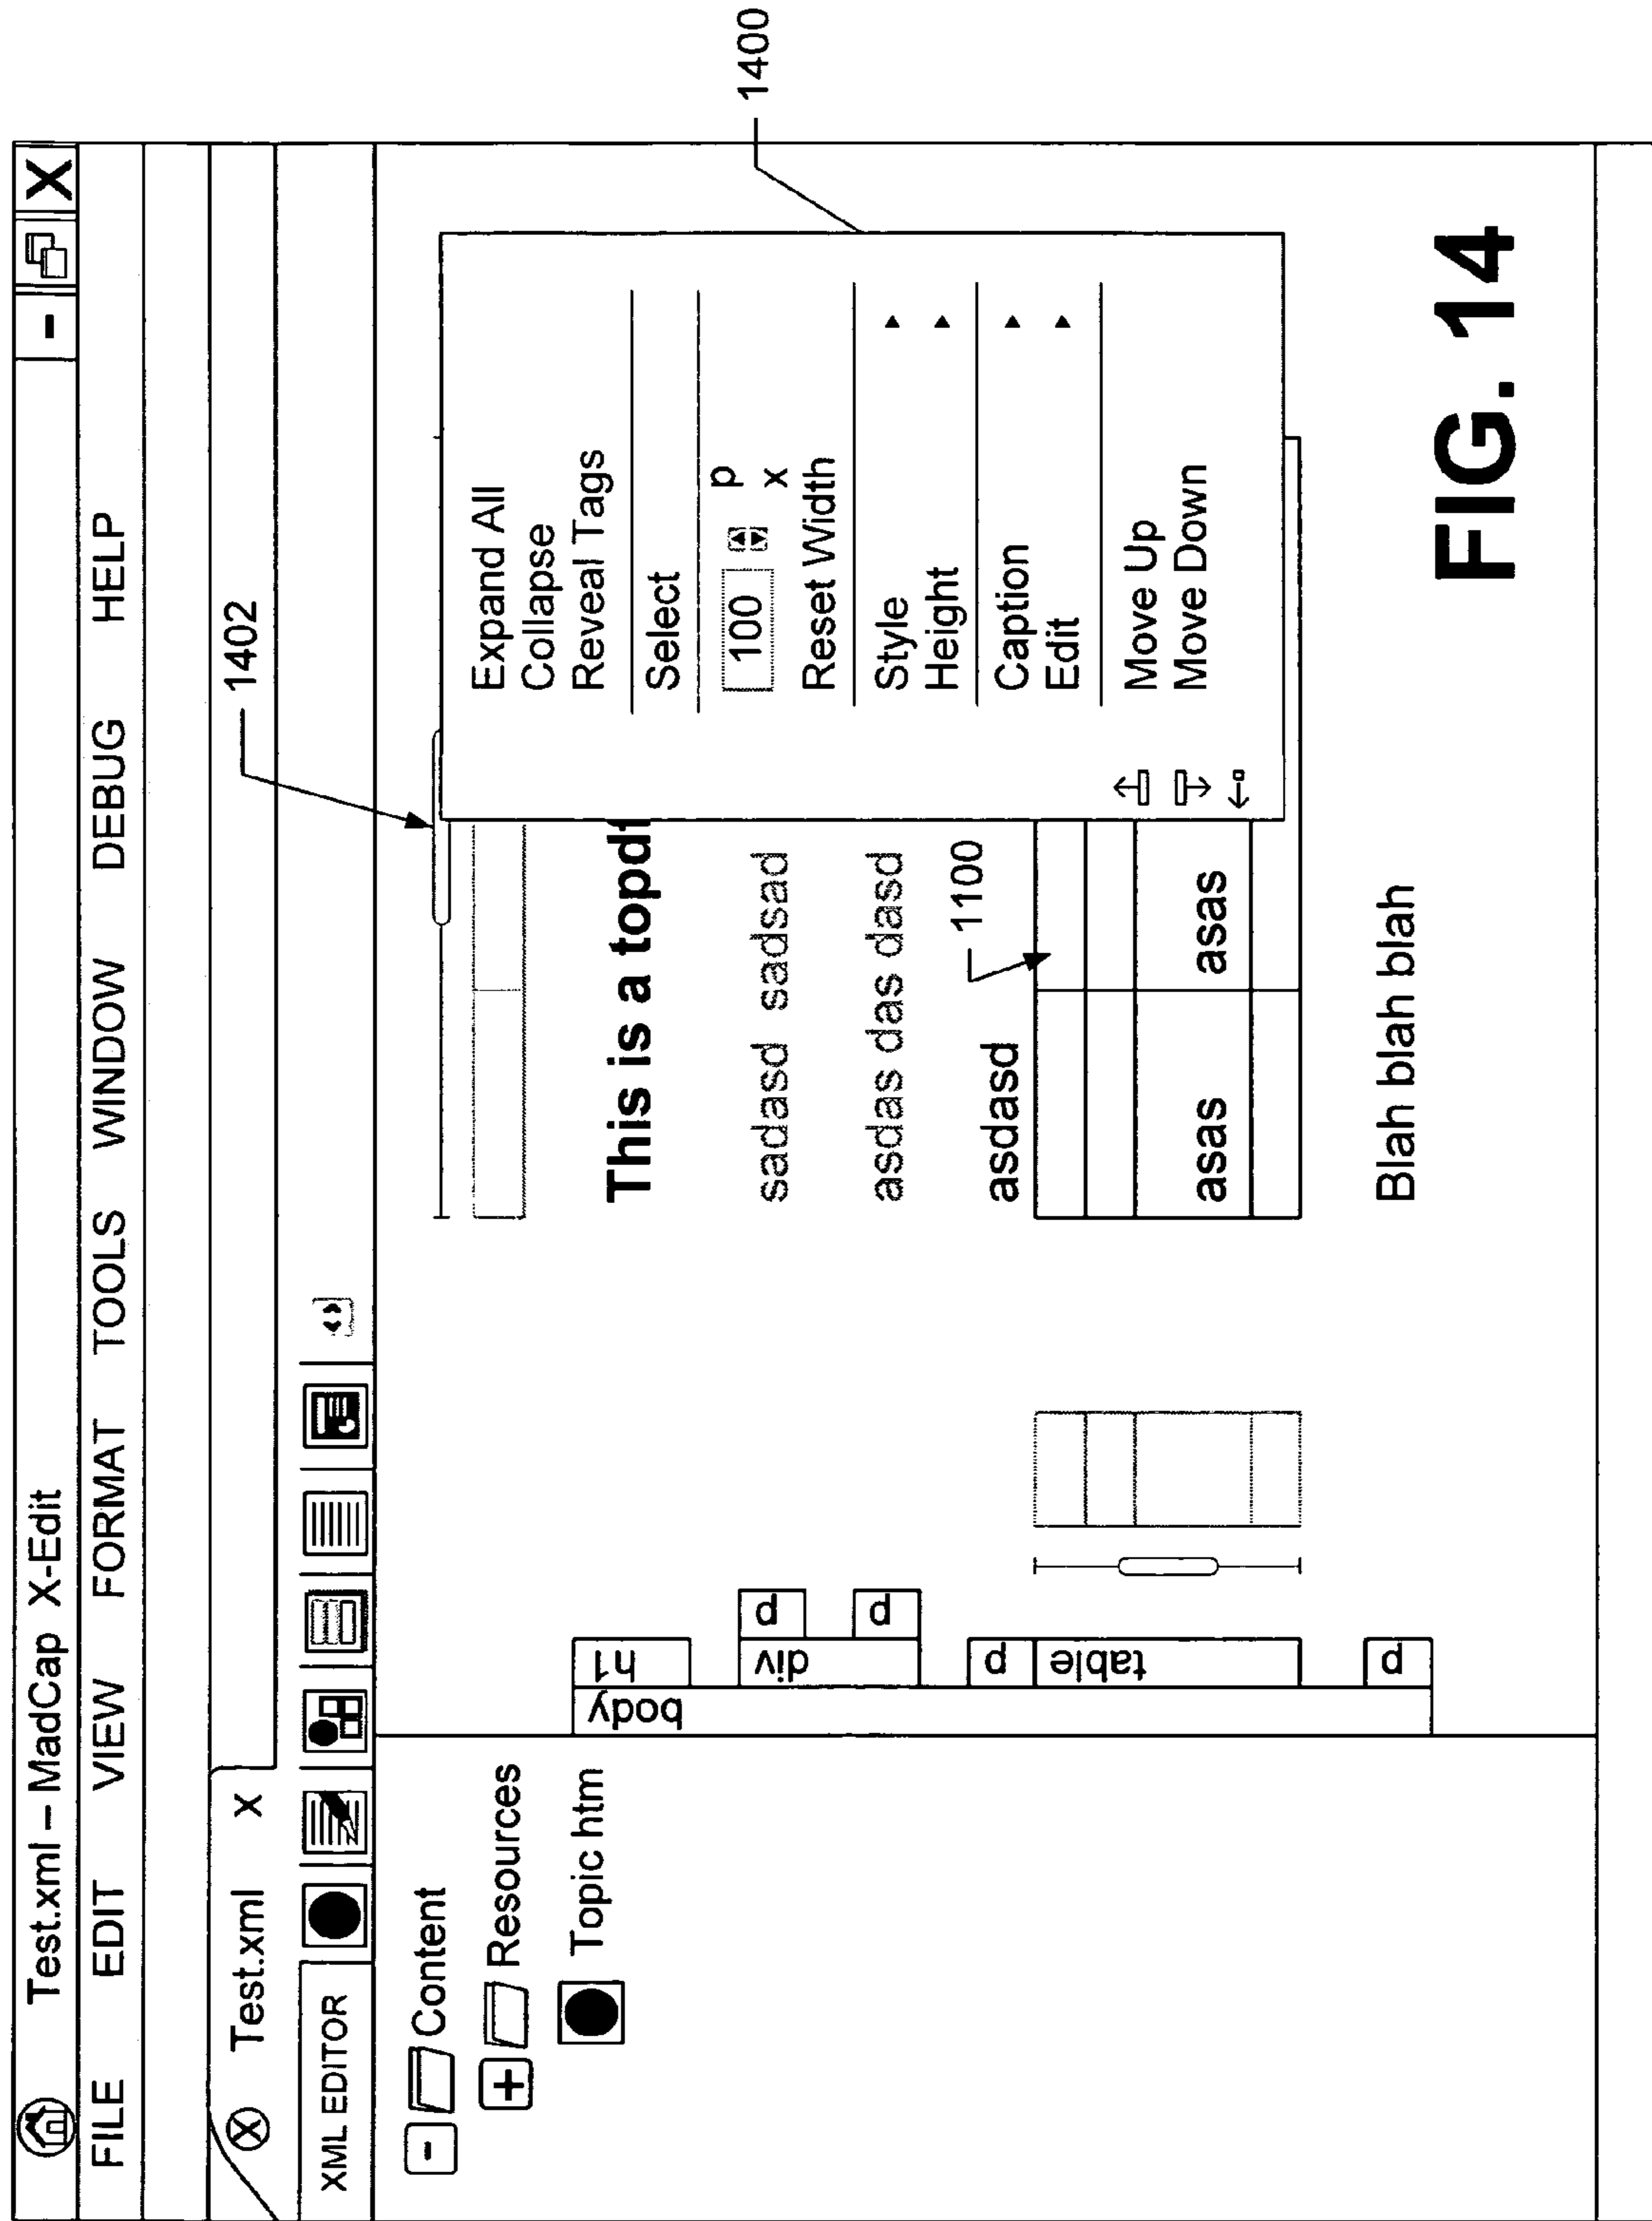 Test.xml – MadCap X-Edit - X
FILE EDIT VIEW FORMAT TOOLS WINDOW DEBUG HELP
Test.xml x
1402
XML EDITOR
- Content
+ Resources
Topic htm
body
h1
div
p
p
p
table
p
This is a topdt
sadasd sadsad
asdas das dasd
asdasd
1100
asas asas
Blah blah blah
1400
Expand All
Collapse
Reveal Tags
Select
100 p
x
Reset Width
Style
Height
Caption
Edit
Move Up
Move Down
FIG. 14